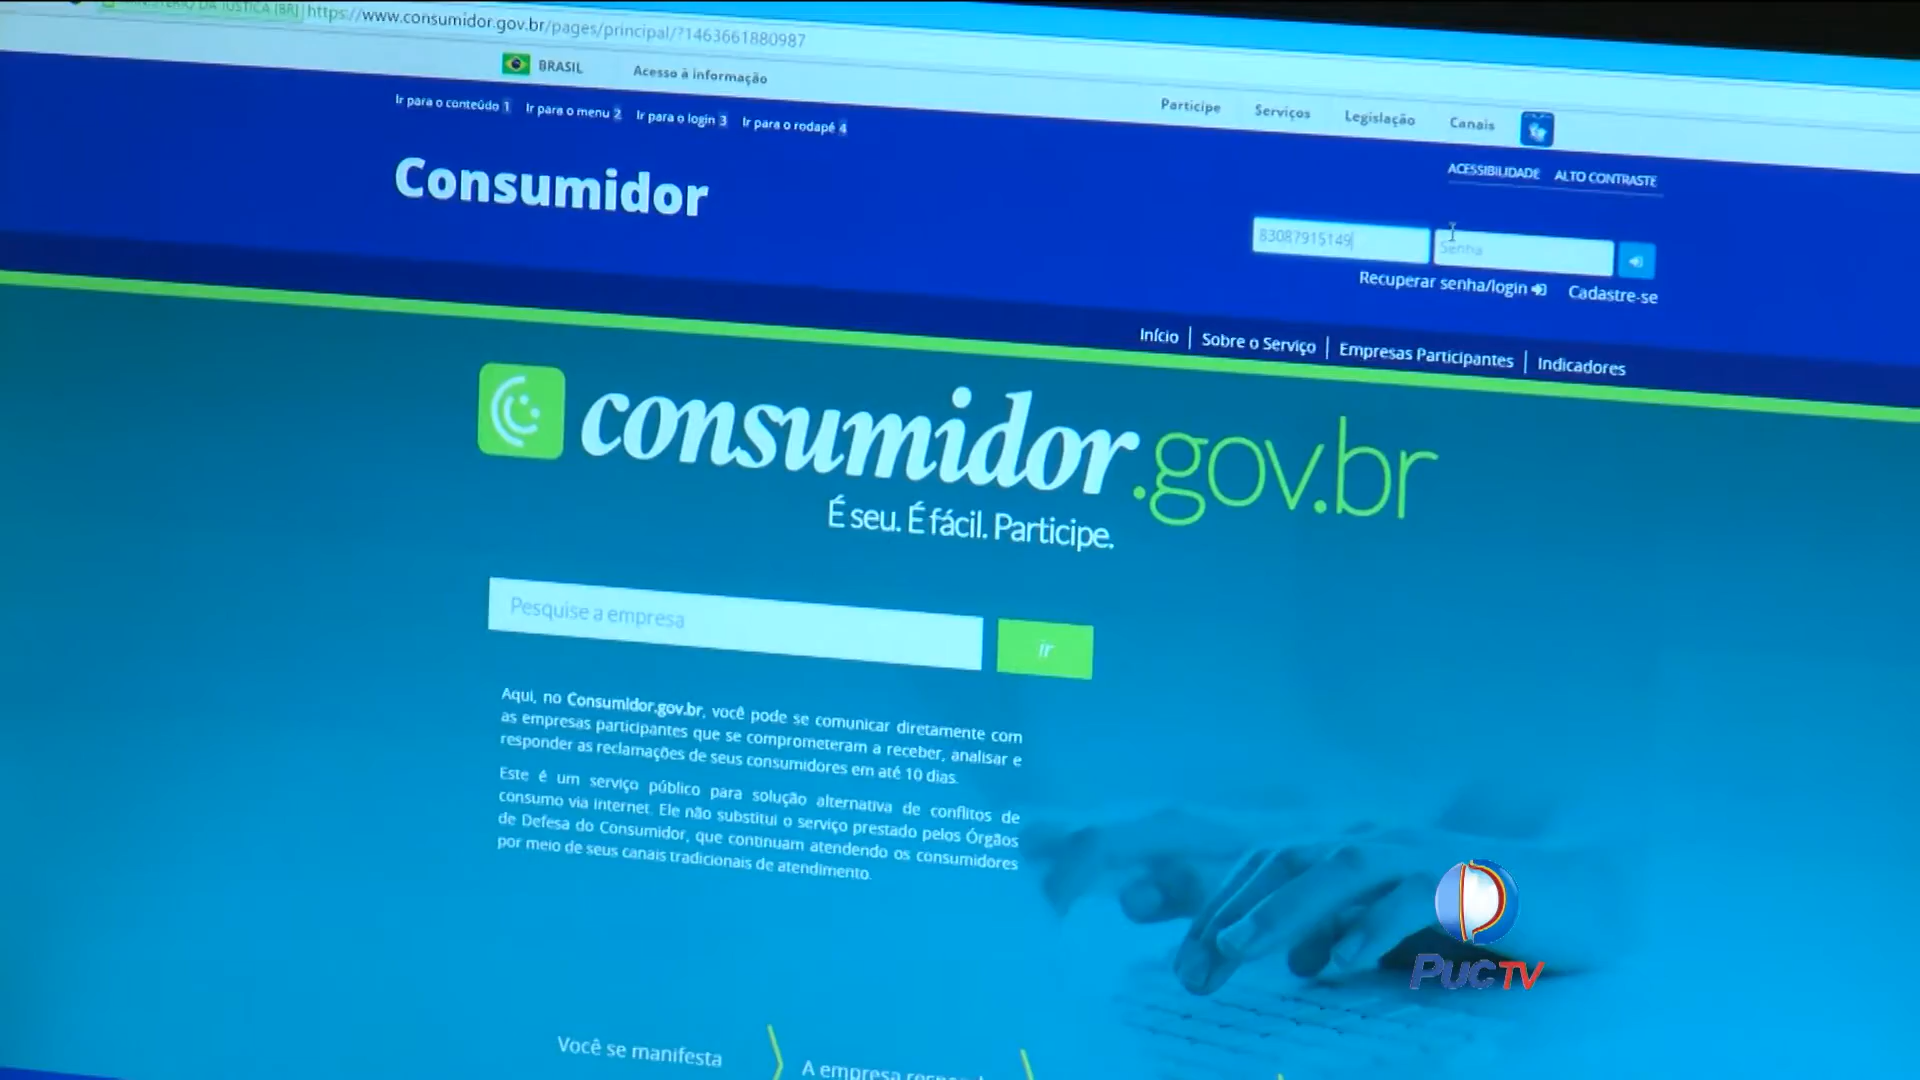 MINISTÉRIO DA JUSTIÇA [BR] https://www.consumidor.gov.br/pages/principal/?1463661880987
BRASIL Acesso à informação Participe Serviços Legislação Canais
Ir para o conteúdo 1 Ir para o menu 2 Ir para o login 3 Ir para o rodapé 4
ACESSIBILIDADE ALTO CONTRASTE
Consumidor
83087915149 Senha
Recuperar senha/login Cadastre-se
Início Sobre o Serviço Empresas Participantes Indicadores
consumidor.gov.br
É seu. É fácil. Participe.
Pesquise a empresa ir
Aqui, no Consumidor.gov.br, você pode se comunicar diretamente com
as empresas participantes que se comprometeram a receber, analisar e
responder as reclamações de seus consumidores em até 10 dias.
Este é um serviço público para solução alternativa de conflitos de
consumo via internet. Ele não substitui o serviço prestado pelos Órgãos
de Defesa do Consumidor, que continuam atendendo os consumidores
por meio de seus canais tradicionais de atendimento.
PUC TV
Você se manifesta
A empresa